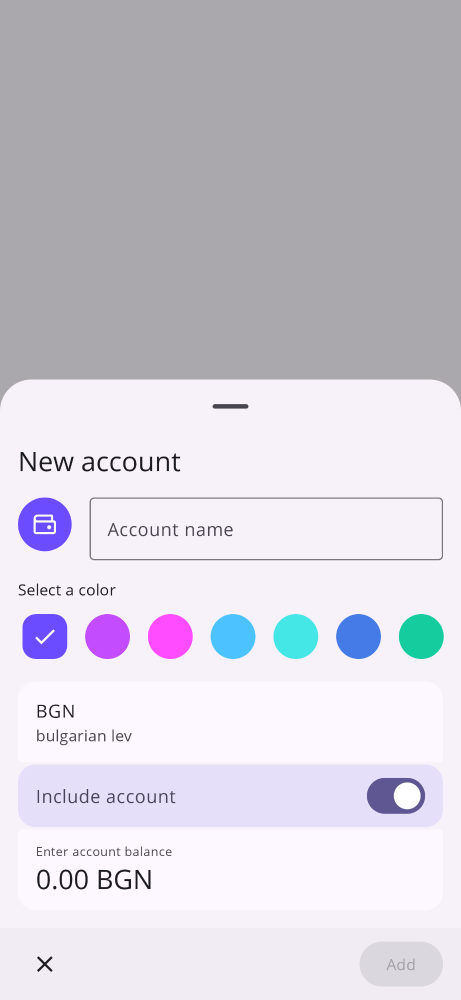 New account
Account name
Select a color
BGN
bulgarian lev
Include account
Enter account balance
0.00 BGN
Add